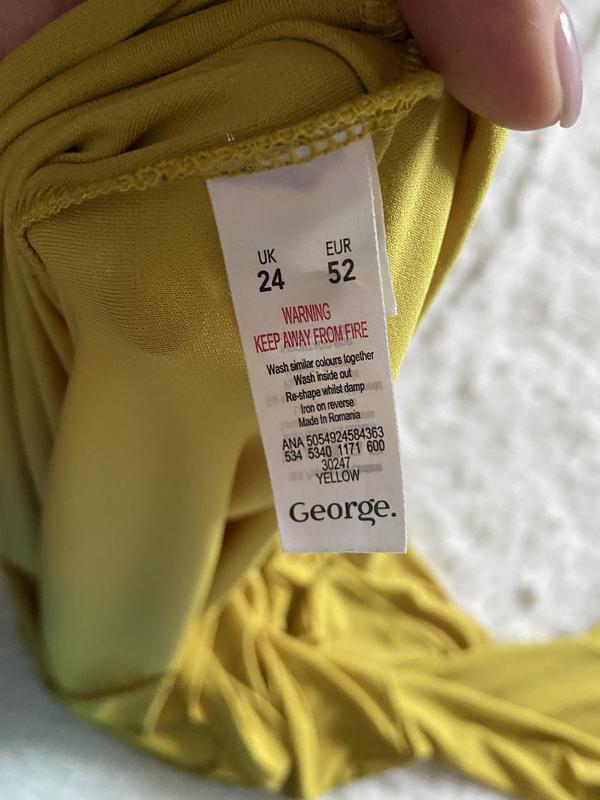 UK EUR
24 52
WARNING
KEEP AWAY FROM FIRE
Wash similar colours together
Wash inside out
Re-shape whilst damp
Iron on reverse
Made In Romania
ANA 5054924584363
534 5340 1171 600
30247
YELLOW
George.